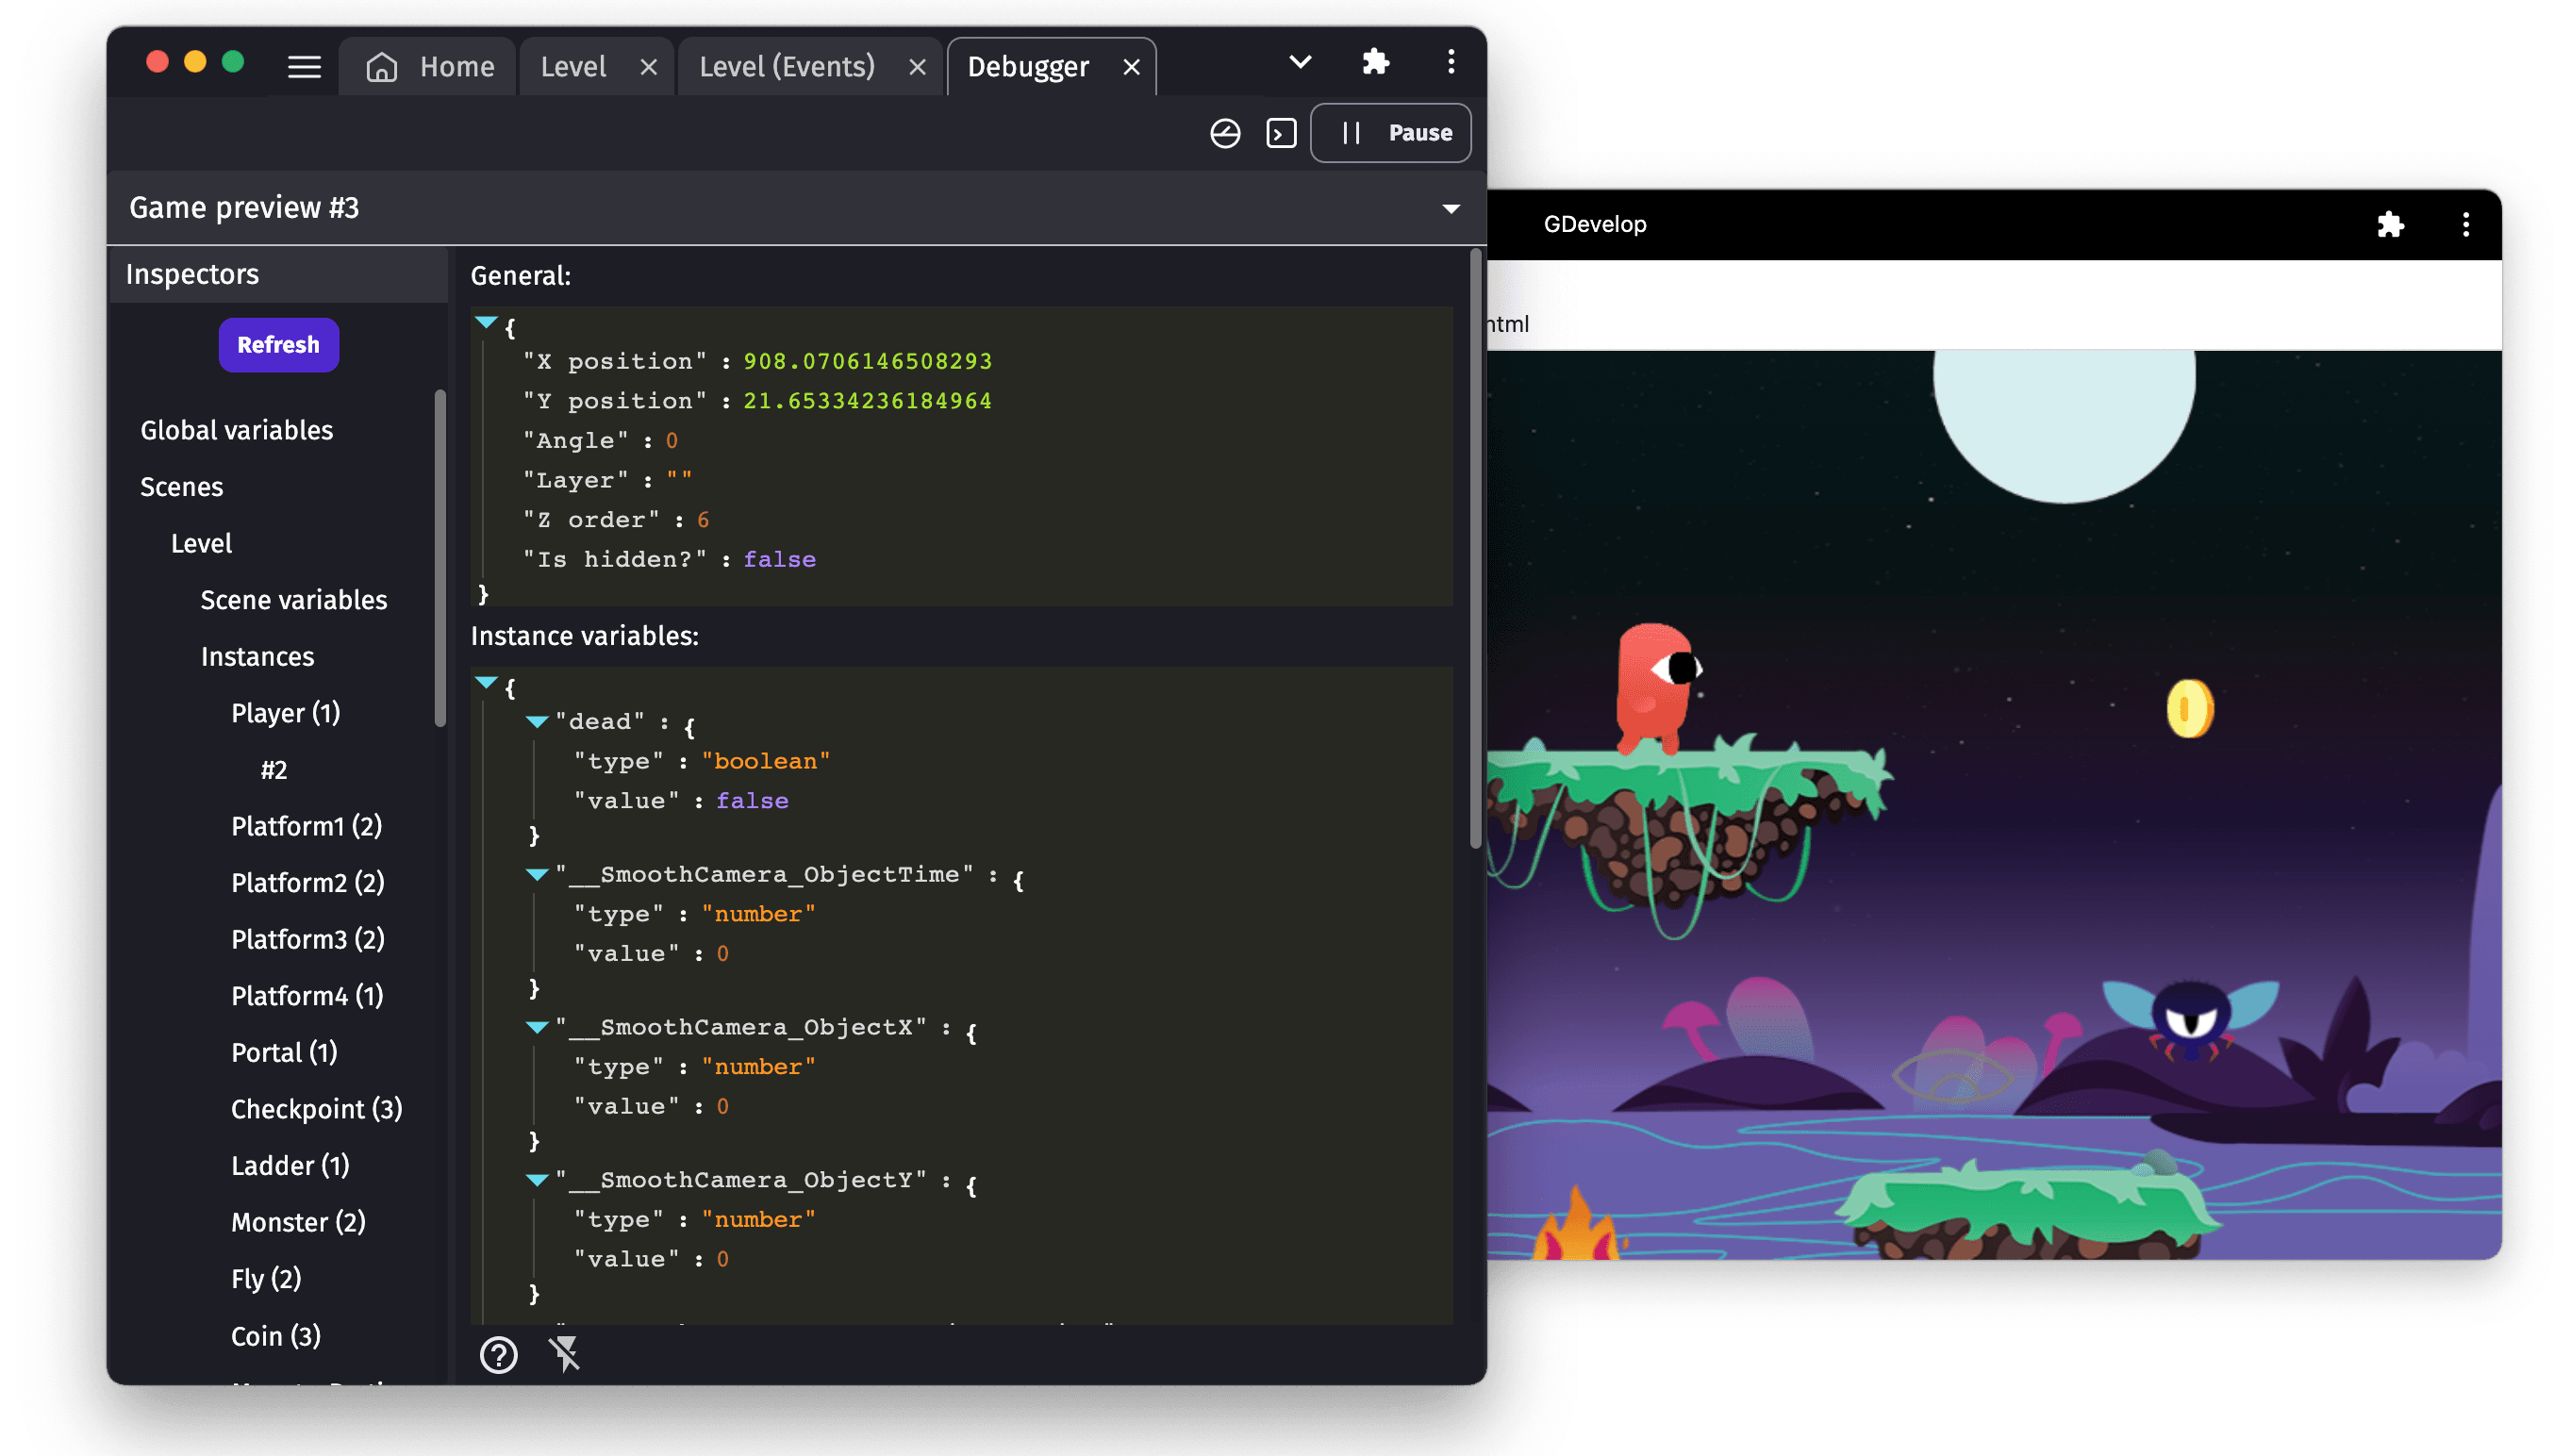 Home
Level
Level (Events)
Debugger
Pause
Game preview #3
Inspectors
Refresh
Global variables
Scenes
Level
Scene variables
Instances
Player (1)
#2
Platform1 (2)
Platform2 (2)
Platform3 (2)
Platform4 (1)
Portal (1)
Checkpoint (3)
Ladder (1)
Monster (2)
Fly (2)
Coin (3)
General:
{
"X position" : 908.0706146508293
"Y position" : 21.65334236184964
"Angle" : 0
"Layer" : ""
"Z order" : 6
"Is hidden?" : false
}
Instance variables:
{
"dead" : {
"type" : "boolean"
"value" : false
}
"__SmoothCamera_ObjectTime" : {
"type" : "number"
"value" : 0
}
"__SmoothCamera_ObjectX" : {
"type" : "number"
"value" : 0
}
"__SmoothCamera_ObjectY" : {
"type" : "number"
"value" : 0
}
GDevelop
html